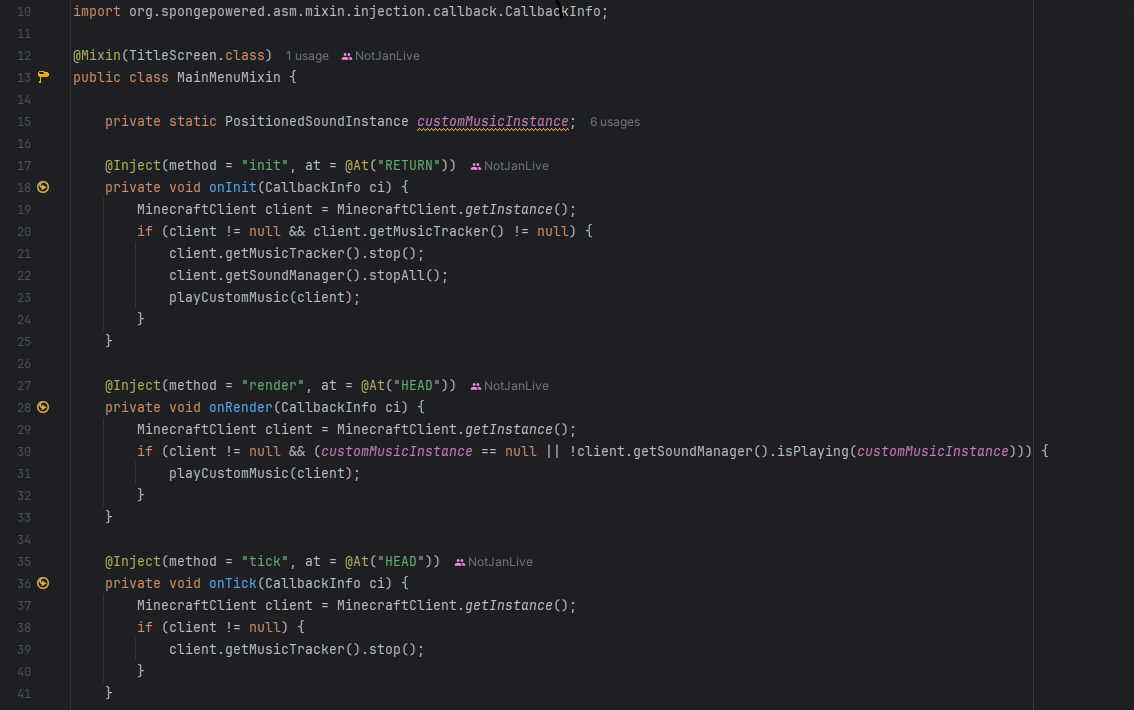 10 import org.spongepowered.asm.mixin.injection.callback.CallbackInfo;
11
12 @Mixin(TitleScreen.class) 1 usage NotJanLive
13 public class MainMenuMixin {
14
15 private static PositionedSoundInstance customMusicInstance; 6 usages
16
17 @Inject(method = "init", at = @At("RETURN")) NotJanLive
18 private void onInit(CallbackInfo ci) {
19 MinecraftClient client = MinecraftClient.getInstance();
20 if (client != null && client.getMusicTracker() != null) {
21 client.getMusicTracker().stop();
22 client.getSoundManager().stopAll();
23 playCustomMusic(client);
24 }
25 }
26
27 @Inject(method = "render", at = @At("HEAD")) NotJanLive
28 private void onRender(CallbackInfo ci) {
29 MinecraftClient client = MinecraftClient.getInstance();
30 if (client != null && (customMusicInstance == null || !client.getSoundManager().isPlaying(customMusicInstance))) {
31 playCustomMusic(client);
32 }
33 }
34
35 @Inject(method = "tick", at = @At("HEAD")) NotJanLive
36 private void onTick(CallbackInfo ci) {
37 MinecraftClient client = MinecraftClient.getInstance();
38 if (client != null) {
39 client.getMusicTracker().stop();
40 }
41 }